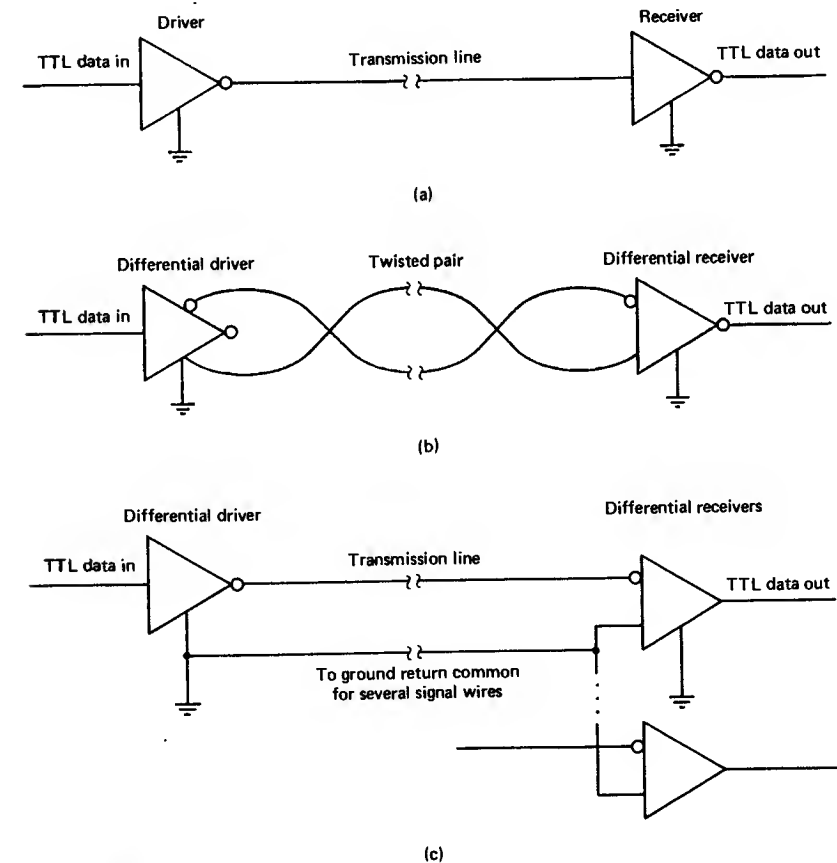 Driver
Receiver
TTL data in
Transmission line
TTL data out
(a)
Differential driver
Twisted pair
Differential receiver
TTL data in
TTL data out
(b)
Differential driver
Differential receivers
TTL data in
Transmission line
TTL data out
To ground return common
for several signal wires
(c)